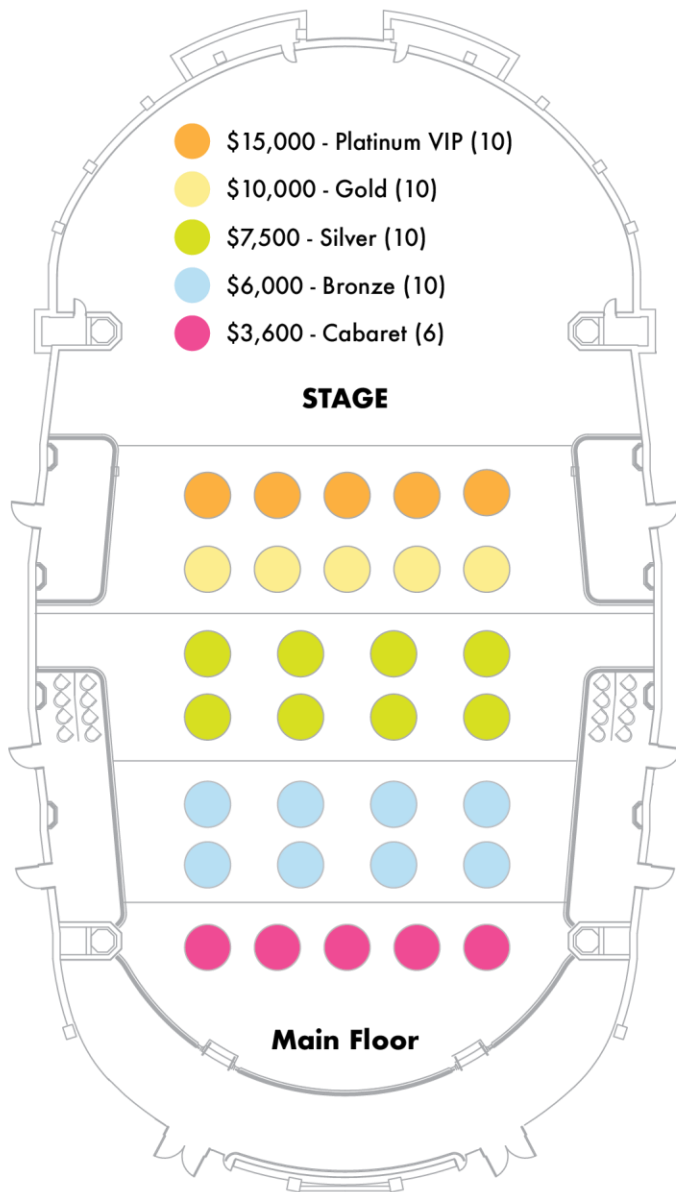 $15,000 - Platinum VIP (10)
$10,000 - Gold (10)
$7,500 - Silver (10)
$6,000 - Bronze (10)
$3,600 - Cabaret (6)
STAGE
Main Floor